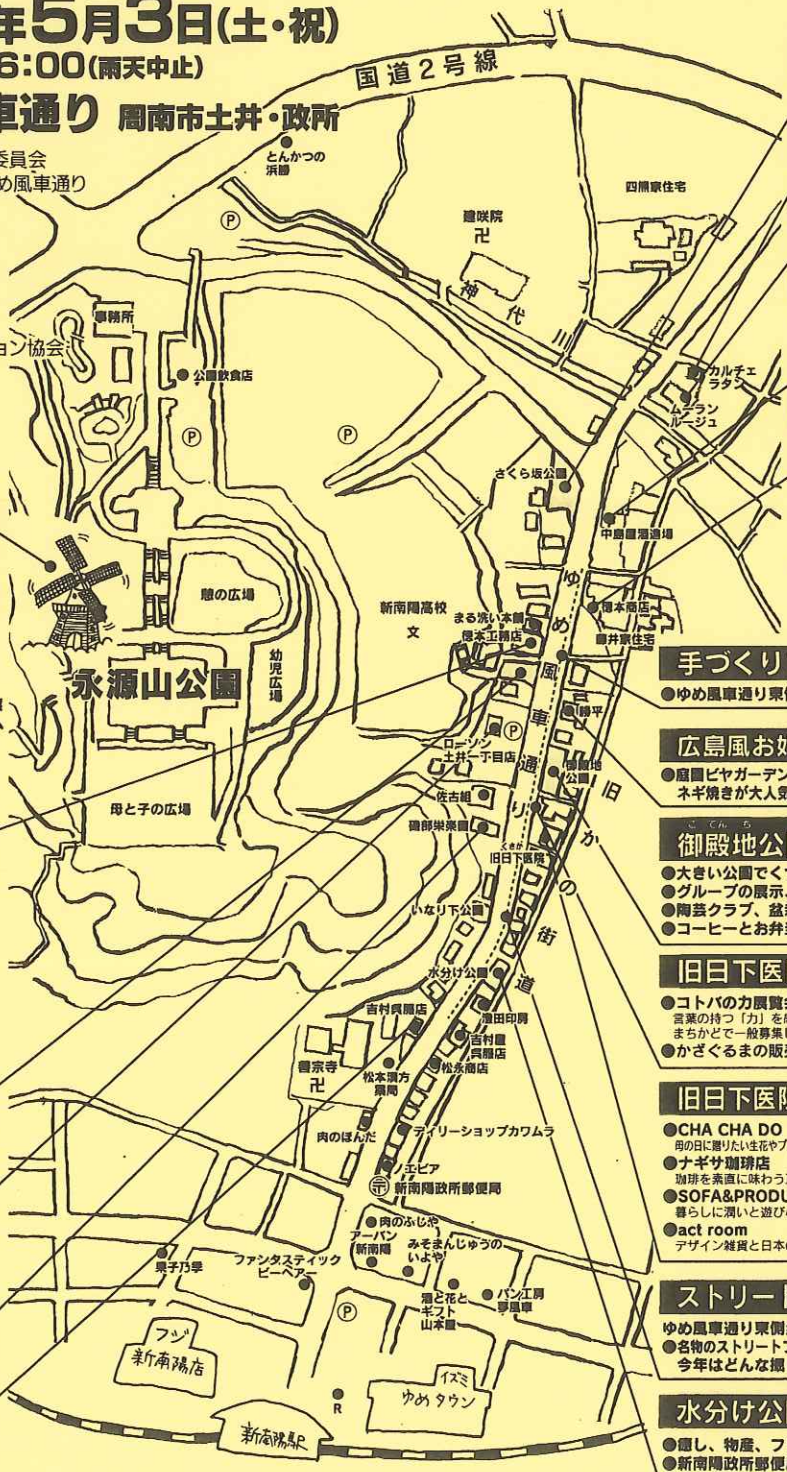 年5月3日(土・祝)
6:00(雨天中止)
車通り 周南市土井・政所
委員会
め風車通り
ョン協会
国道2号線
とんかつの
浜勝
四熊家住宅
建咲院
卍
神代川
P
事務所
公園飲食店
P
P
カルチェ
ラタン
ムーラン
ルージュ
さくら坂公園
中島屋酒造場
憩の広場
新南陽高校
文
まる洗い本舗
橋本商店
永源山公園
幼児広場
ゆめ風車通り
P
勝平
ローソン
土井一丁目店
御殿地
公園
佐古組
磯部栄楽園
母と子の広場
くさか
旧日下医院
旧かの街道
いなり下公園
水分け公園
吉村呉服店
吉村屋
呉服店
松永商店
善宗寺
卍
松本漢方
薬局
肉のほんだ
デイリーショップカワムラ
ノエビア
新南陽政所郵便局
肉のふじや
アーバン
新南陽
みそまんじゅうの
いよや
果子乃季
ファンタスティック
ビーヘアー
酒と花と
ギフト
山本屋
パン工房
夢風車
P
フジ
新南陽店
イズミ
ゆめタウン
R
新南陽駅
手づくり
●ゆめ風車通り東
広島風お好
●庭園ビヤガーデン
ネギ焼きが大人気
ごてんち
御殿地公
●大きい公園で
●グループの展示、
●陶芸クラブ、盆
●コーヒーとお弁
旧日下医
●コトバの力展覧会
言葉の持つ「力」を
まちかどで一般募集
●かざぐるまの販
旧日下医院
●CHA CHA DO
母の日に贈りたい生花やプ
●ナギサ珈琲店
珈琲を素直に味わう
●SOFA&PRODU
暮らしに潤いと遊び
●act room
デザイン雑貨と日本の
ストリート
ゆめ風車通り東側
●名物のストリート
今年はどんな掘
水分け公
●癒し、物産、フ
●新南陽政所郵便